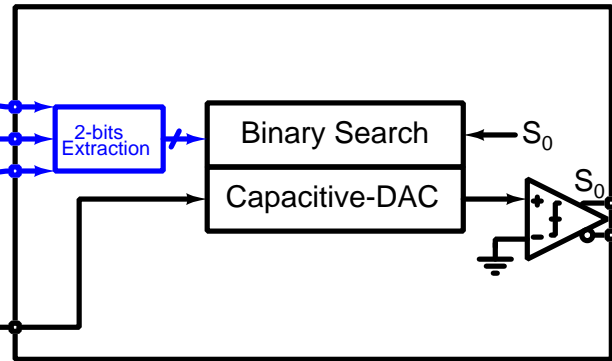 2-bits
Extraction
Binary Search
S₀
Capacitive-DAC
S₀
+
-